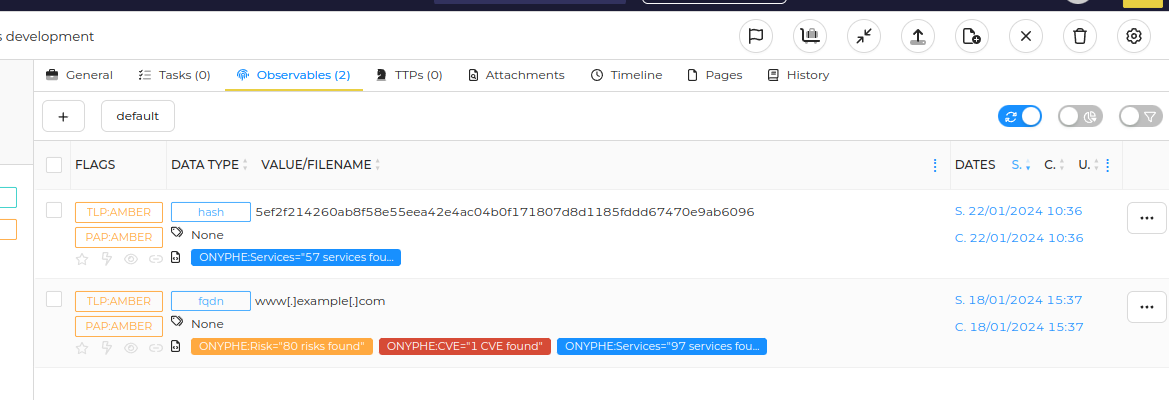 s development
General Tasks (0) Observables (2) TTPs (0) Attachments Timeline Pages History
+ default
FLAGS DATA TYPE VALUE/FILENAME DATES S. C. U.
TLP:AMBER hash 5ef2f214260ab8f58e55eea42e4ac04b0f171807d8d1185fddd67470e9ab6096 S. 22/01/2024 10:36
PAP:AMBER None C. 22/01/2024 10:36
ONYPHE:Services="57 services fou...
TLP:AMBER fqdn www[.]example[.]com S. 18/01/2024 15:37
PAP:AMBER None C. 18/01/2024 15:37
ONYPHE:Risk="80 risks found" ONYPHE:CVE="1 CVE found" ONYPHE:Services="97 services fou...